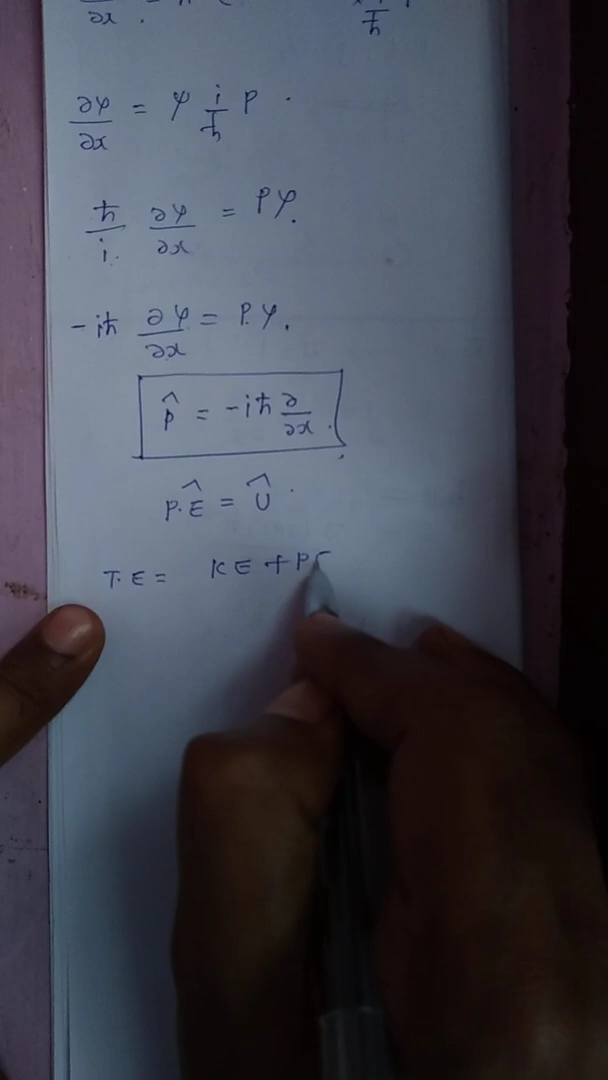 ∂ψ/∂x = ψ i/ħ P.
ħ/i ∂ψ/∂x = Pψ.
-iħ ∂ψ/∂x = P.ψ.
p̂ = -iħ ∂/∂x.
P.Ê = Û.
T.E = KE + P